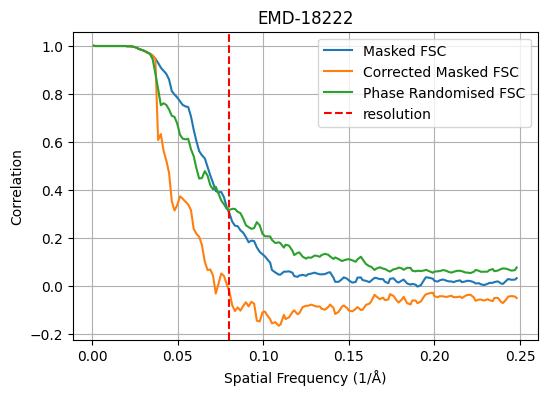 EMD-18222
Masked FSC
Corrected Masked FSC
Phase Randomised FSC
resolution
Correlation
1.0
0.8
0.6
0.4
0.2
0.0
−0.2
0.00 0.05 0.10 0.15 0.20 0.25
Spatial Frequency (1/Å)